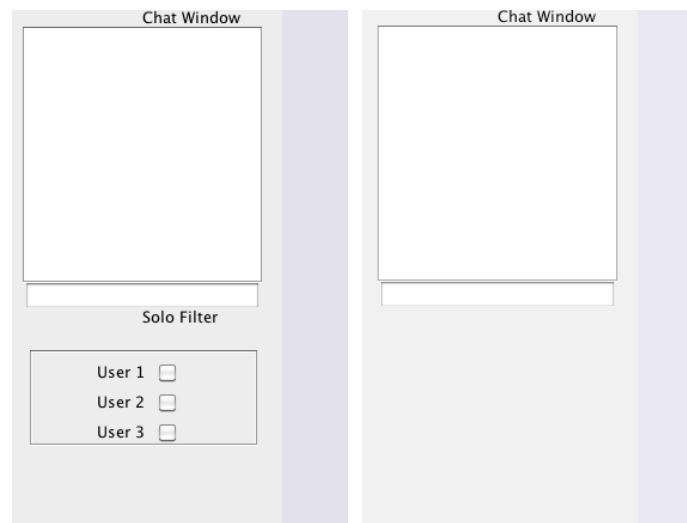 Chat Window
Solo Filter
User 1
User 2
User 3
Chat Window